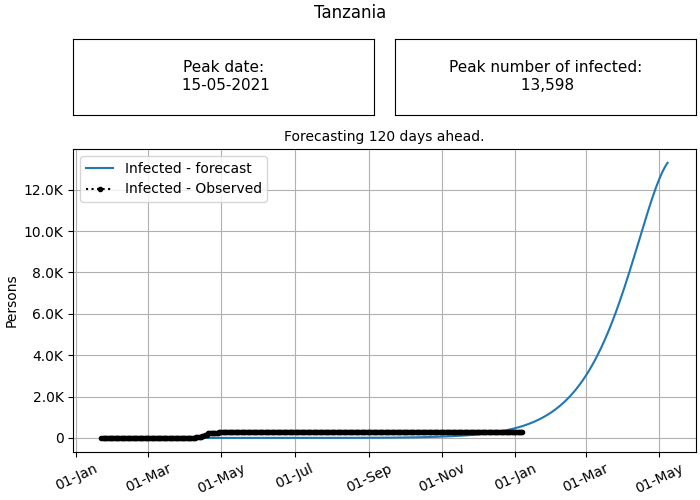 Tanzania
Peak date:
15-05-2021
Peak number of infected:
13,598
Forecasting 120 days ahead.
Infected - forecast
Infected - Observed
Persons
12.0K
10.0K
8.0K
6.0K
4.0K
2.0K
0
01-Jan
01-Mar
01-May
01-Jul
01-Sep
01-Nov
01-Jan
01-Mar
01-May